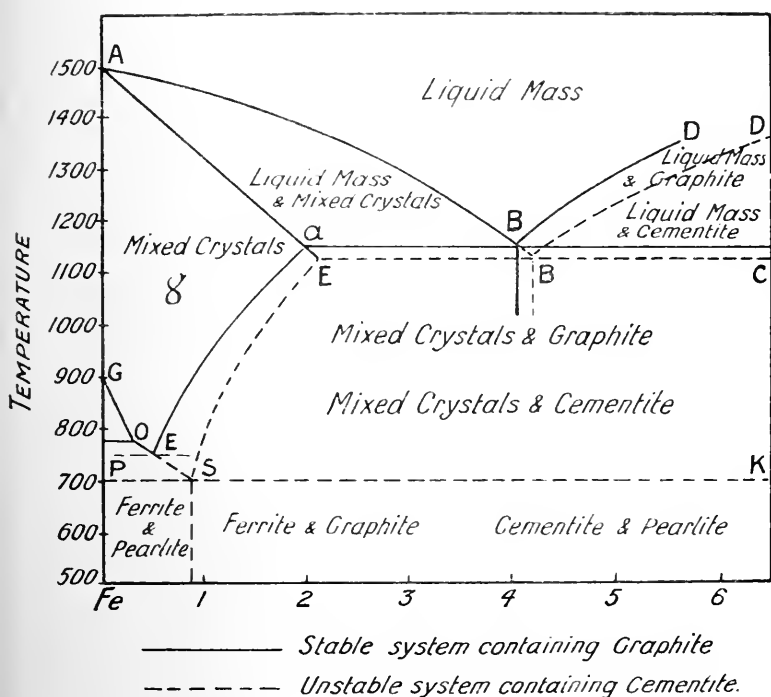 A
1500
Liquid Mass
1400
D
D
1300
Liquid Mass
& Graphite
Liquid Mass
& Mixed Crystals
1200
B
Liquid Mass
& Cementite
Mixed Crystals
a
1100
E
B
C
γ
1000
Mixed Crystals & Graphite
TEMPERATURE
900
G
Mixed Crystals & Cementite
800
O
E
P
S
K
700
Ferrite
&
Pearlite
Ferrite & Graphite
Cementite & Pearlite
600
500
Fe
1
2
3
4
5
6
Stable system containing Graphite
Unstable system containing Cementite.